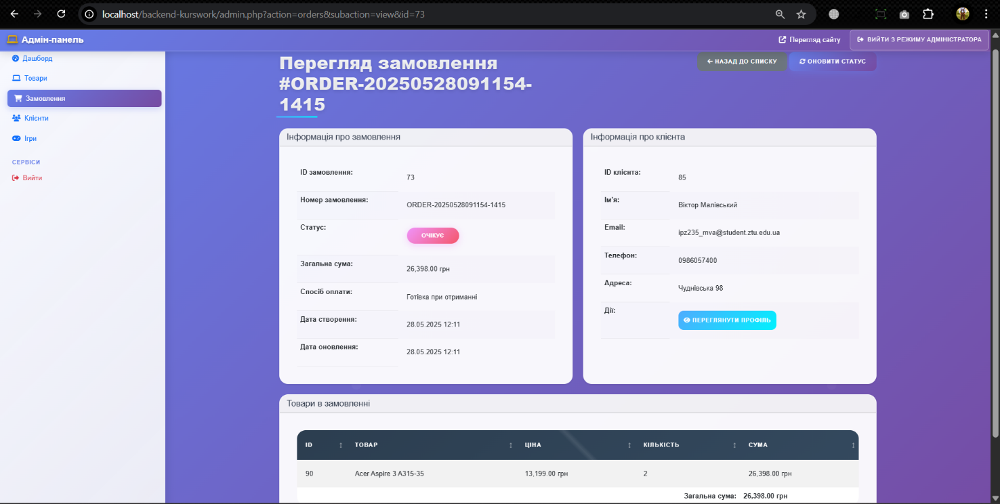 localhost/backend-kurswork/admin.php?action=orders&subaction=view&id=73
Адмін-панель
Перегляд сайту
ВИЙТИ З РЕЖИМУ АДМІНІСТРАТОРА
Дашборд
Товари
Замовлення
Клієнти
Ігри
СЕРВІСИ
Вийти
Перегляд замовлення
#ORDER-20250528091154-
1415
НАЗАД ДО СПИСКУ
ОНОВИТИ СТАТУС
Інформація про замовлення
ID замовлення:
73
Номер замовлення:
ORDER-20250528091154-1415
Статус:
ОЧІКУЄ
Загальна сума:
26,398.00 грн
Спосіб оплати:
Готівка при отриманні
Дата створення:
28.05.2025 12:11
Дата оновлення:
28.05.2025 12:11
Інформація про клієнта
ID клієнта:
85
Ім'я:
Віктор Малівський
Email:
ipz235_mva@student.ztu.edu.ua
Телефон:
0986057400
Адреса:
Чуднівська 98
Дії:
ПЕРЕГЛЯНУТИ ПРОФІЛЬ
Товари в замовленні
ID ТОВАР ЦІНА КІЛЬКІСТЬ СУМА
90 Acer Aspire 3 A315-35 13,199.00 грн 2 26,398.00 грн
Загальна сума: 26,398.00 грн